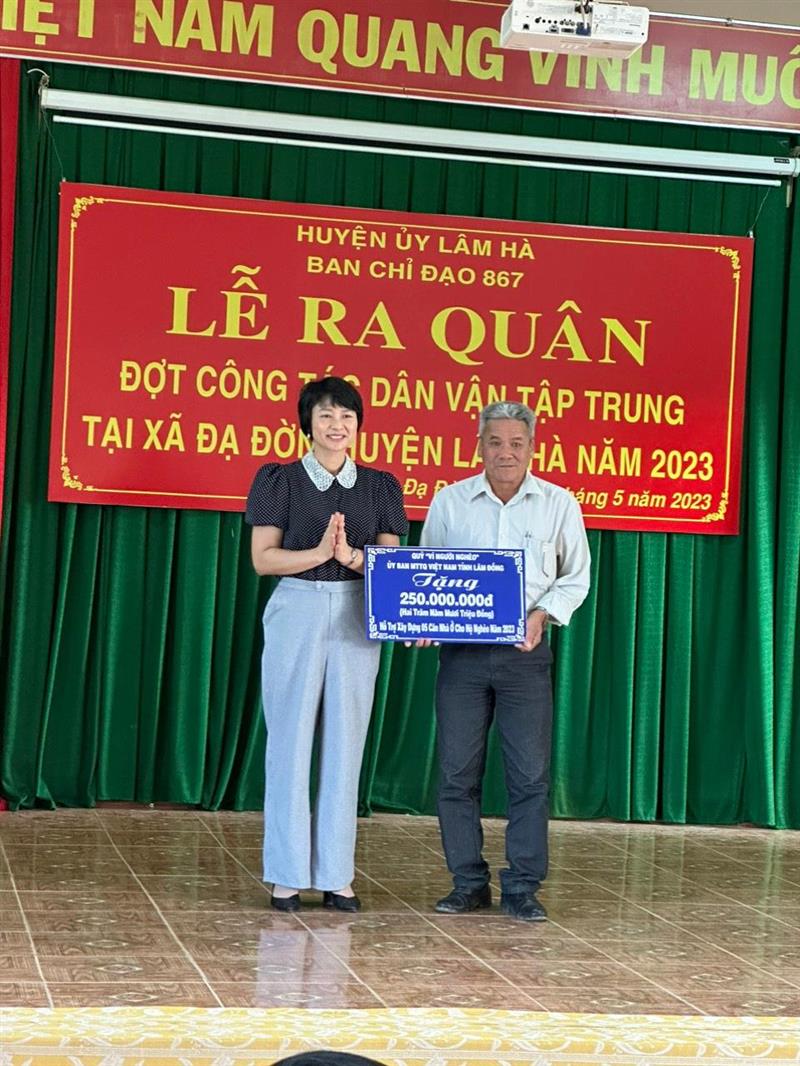 IỆT NAM QUANG VINH MUÔ
HUYỆN ỦY LÂM HÀ
BAN CHỈ ĐẠO 867
LỄ RA QUÂN
ĐỢT CÔNG TÁC DÂN VẬN TẬP TRUNG
TẠI XÃ ĐẠ ĐỜN HUYỆN LÂM HÀ NĂM 2023
Đạ Đ háng 5 năm 2023
QUỸ "VÌ NGƯỜI NGHÈO"
ỦY BAN MTTQ VIỆT NAM TỈNH LÂM ĐỒNG
Tặng
250.000.000đ
(Hai Trăm Năm Mươi Triệu Đồng)
Hỗ Trợ Xây Dựng 05 Căn Nhà Ở Cho Hộ Nghèo Năm 2023